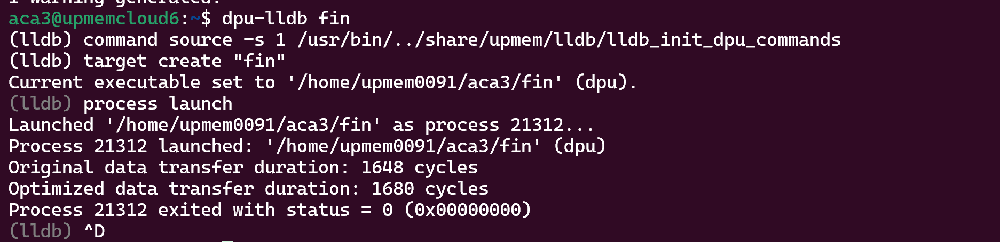 1 warning generated.
aca3@upmemcloud6:~$ dpu-lldb fin
(lldb) command source -s 1 /usr/bin/../share/upmem/lldb/lldb_init_dpu_commands
(lldb) target create "fin"
Current executable set to '/home/upmem0091/aca3/fin' (dpu).
(lldb) process launch
Launched '/home/upmem0091/aca3/fin' as process 21312...
Process 21312 launched: '/home/upmem0091/aca3/fin' (dpu)
Original data transfer duration: 1648 cycles
Optimized data transfer duration: 1680 cycles
Process 21312 exited with status = 0 (0x00000000)
(lldb) ^D